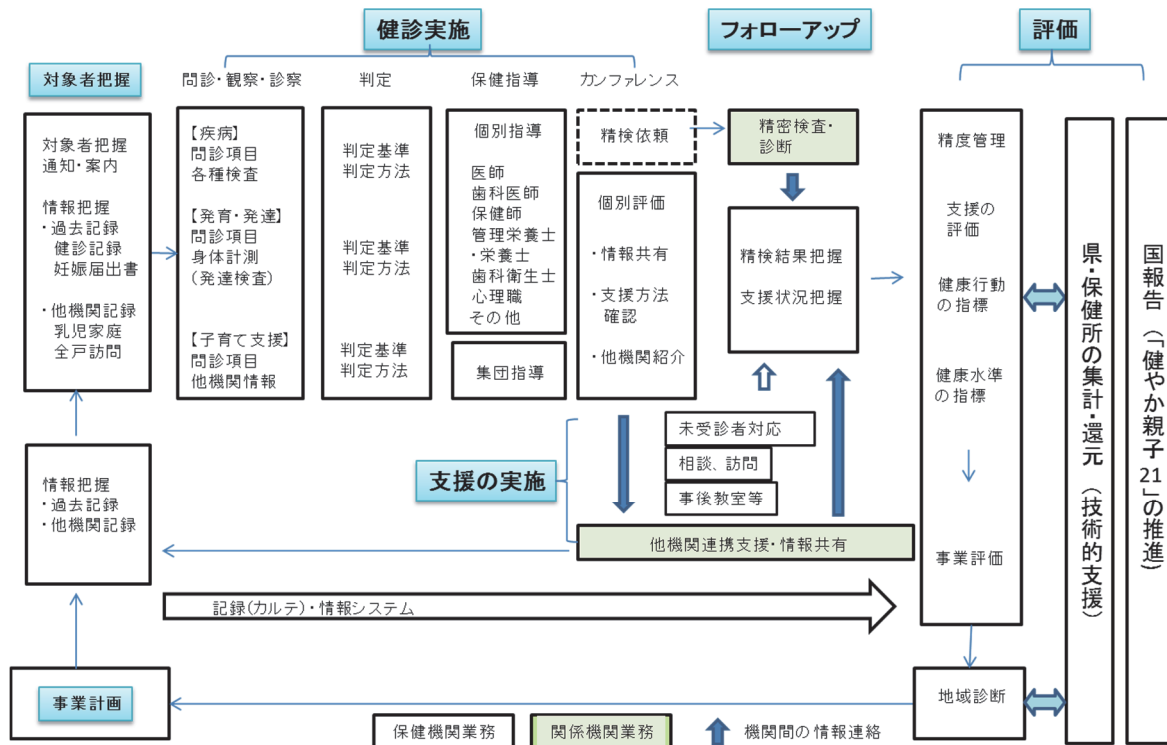 健診実施
フォローアップ
評価
対象者把握
問診・観察・診察
判定
保健指導
カンファレンス
対象者把握
通知・案内
情報把握
・過去記録
健診記録
妊娠届出書
・他機関記録
乳児家庭
全戸訪問
【疾病】
問診項目
各種検査
【発育・発達】
問診項目
身体計測
(発達検査)
【子育て支援】
問診項目
他機関情報
判定基準
判定方法
判定基準
判定方法
判定基準
判定方法
個別指導
医師
歯科医師
保健師
管理栄養士
・栄養士
歯科衛生士
心理職
その他
集団指導
精検依頼
個別評価
・情報共有
・支援方法
確認
・他機関紹介
精密検査・
診断
精検結果把握
支援状況把握
精度管理
支援の
評価
健康行動
の指標
健康水準
の指標
事業評価
県・保健所の集計・還元（技術的支援）
国報告（「健やか親子21」の推進）
支援の実施
未受診者対応
相談、訪問
事後教室等
他機関連携支援・情報共有
情報把握
・過去記録
・他機関記録
記録(カルテ)・情報システム
事業計画
地域診断
保健機関業務
関係機関業務
機関間の情報連絡